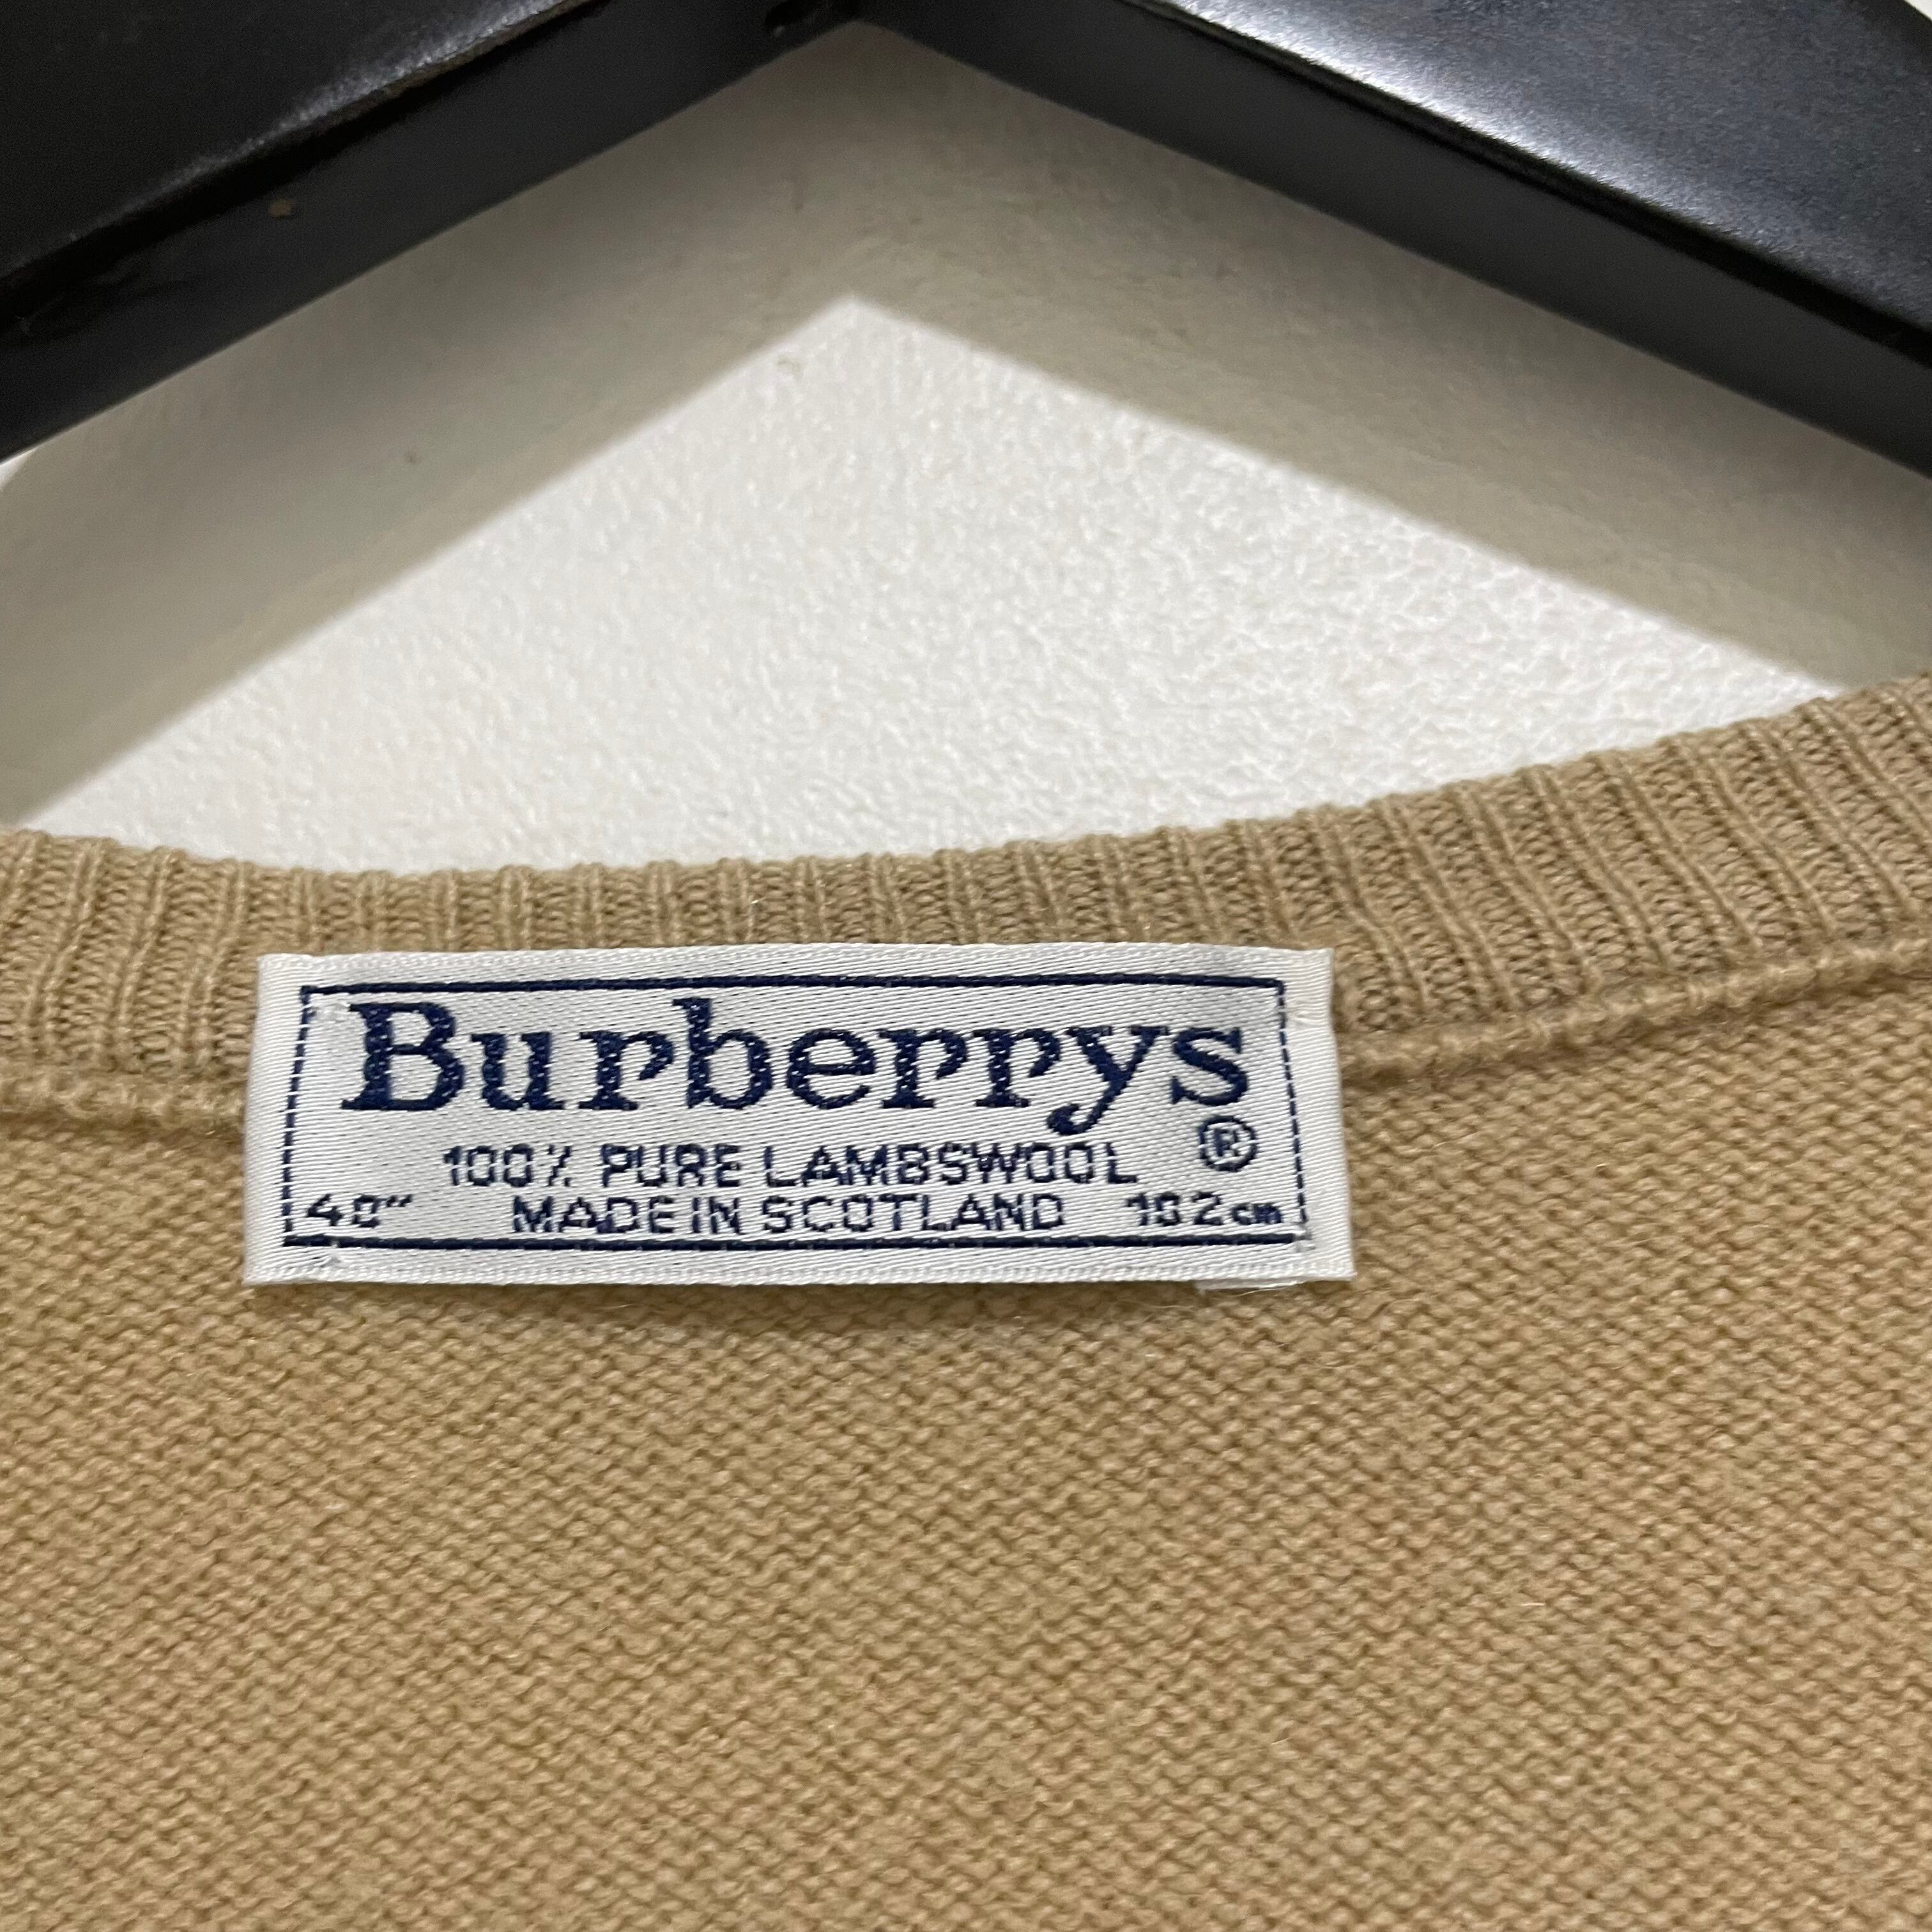 Burberrys
®
100% PURE LAMBSWOOL
40" MADE IN SCOTLAND 102cm